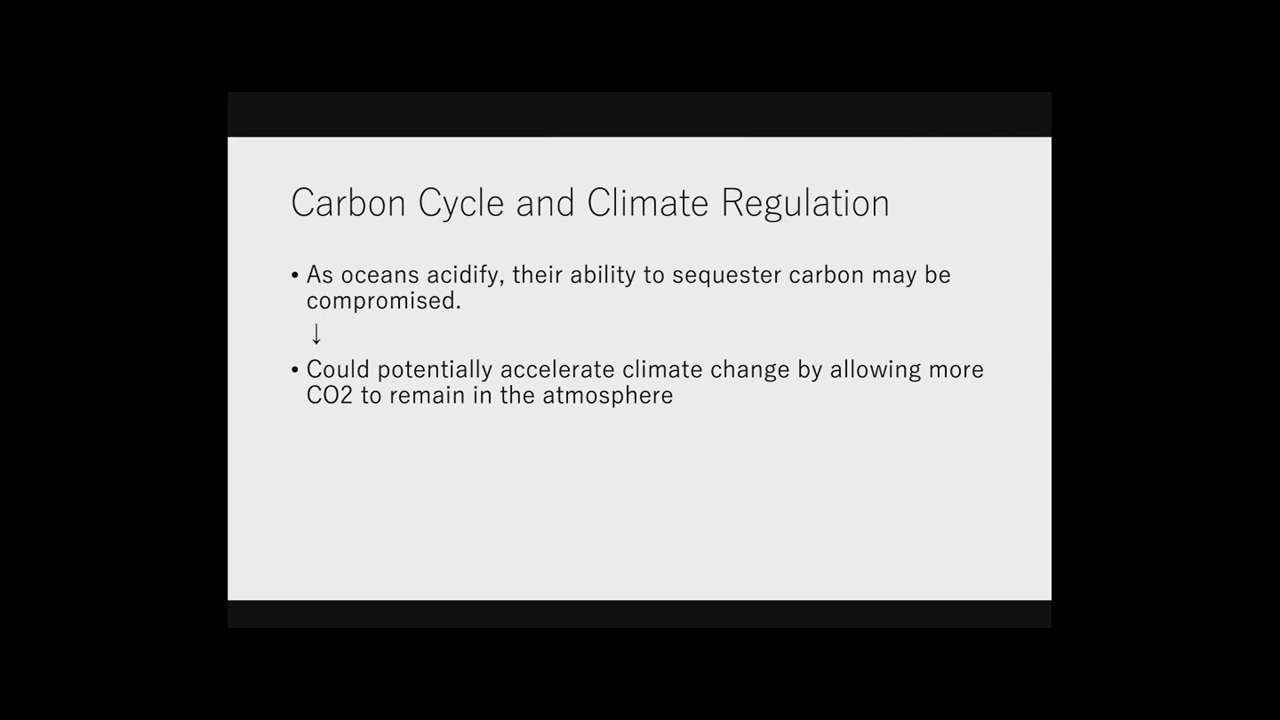 Carbon Cycle and Climate Regulation
• As oceans acidify, their ability to sequester carbon may be
compromised.
↓
• Could potentially accelerate climate change by allowing more
CO2 to remain in the atmosphere